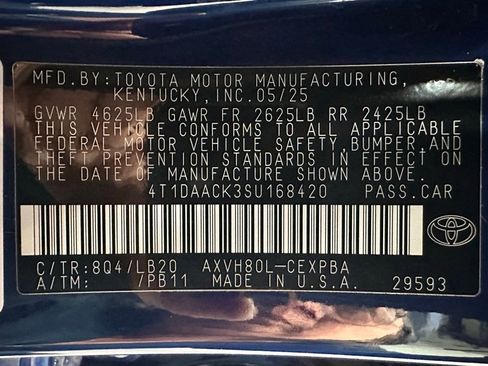 MFD.BY:TOYOTA MOTOR MANUFACTURING,
KENTUCKY,INC.05/25
GVWR 4625LB GAWR FR 2625LB RR 2425LB
THIS VEHICLE CONFORMS TO ALL APPLICABLE
FEDERAL MOTOR VEHICLE SAFETY,BUMPER,AND
THEFT PREVENTION STANDARDS IN EFFECT ON
THE DATE OF MANUFACTURE SHOWN ABOVE.
4T1DAACK3SU168420 PASS.CAR
C/TR:8Q4/LB20 AXVH80L-CEXPBA
A/TM: /PB11 MADE IN U.S.A. 29593